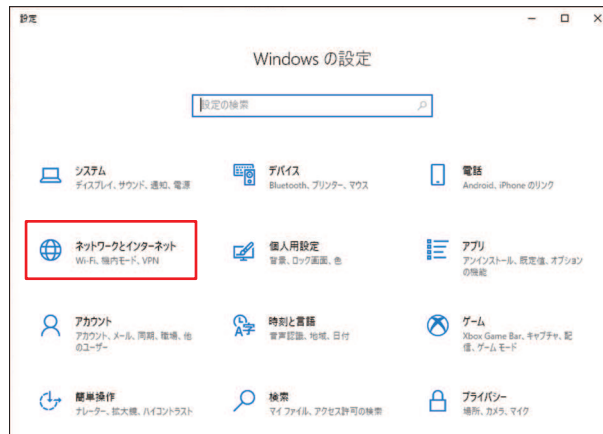 設定
Windows の設定
設定の検索
システム
ディスプレイ、サウンド、通知、電源
デバイス
Bluetooth、プリンター、マウス
電話
Android、iPhone のリンク
ネットワークとインターネット
Wi-Fi、機内モード、VPN
個人用設定
背景、ロック画面、色
アプリ
アンインストール、既定値、オプション
の機能
アカウント
アカウント、メール、同期、職場、他
のユーザー
時刻と言語
音声認識、地域、日付
ゲーム
Xbox Game Bar、キャプチャ、配
信、ゲーム モード
簡単操作
ナレーター、拡大鏡、ハイコントラスト
検索
マイ ファイル、アクセス許可の検索
プライバシー
場所、カメラ、マイク